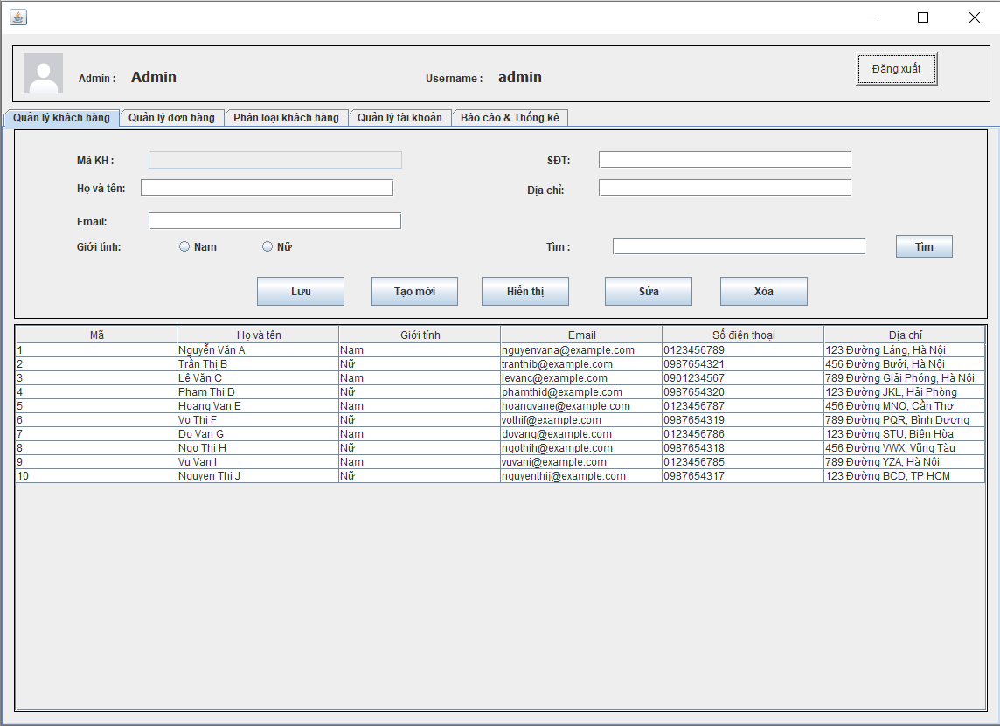 Admin : Admin Username : admin Đăng xuất
Quản lý khách hàng Quản lý đơn hàng Phân loại khách hàng Quản lý tài khoản Báo cáo & Thống kê
Mã KH : SĐT:
Họ và tên: Địa chỉ:
Email:
Giới tính: Nam Nữ Tìm : Tìm
Lưu Tạo mới Hiển thị Sửa Xóa
Mã Họ và tên Giới tính Email Số điện thoại Địa chỉ
1 Nguyễn Văn A Nam nguyenvana@example.com 0123456789 123 Đường Láng, Hà Nội
2 Trần Thị B Nữ tranthib@example.com 0987654321 456 Đường Bưởi, Hà Nội
3 Lê Văn C Nam levanc@example.com 0901234567 789 Đường Giải Phóng, Hà Nội
4 Pham Thi D Nữ phamthid@example.com 0987654320 123 Đường JKL, Hải Phòng
5 Hoang Van E Nam hoangvane@example.com 0123456787 456 Đường MNO, Cần Thơ
6 Vo Thi F Nữ vothif@example.com 0987654319 789 Đường PQR, Bình Dương
7 Do Van G Nam dovang@example.com 0123456786 123 Đường STU, Biên Hòa
8 Ngo Thi H Nữ ngothih@example.com 0987654318 456 Đường VWX, Vũng Tàu
9 Vu Van I Nam vuvani@example.com 0123456785 789 Đường YZA, Hà Nội
10 Nguyen Thi J Nữ nguyenthij@example.com 0987654317 123 Đường BCD, TP HCM